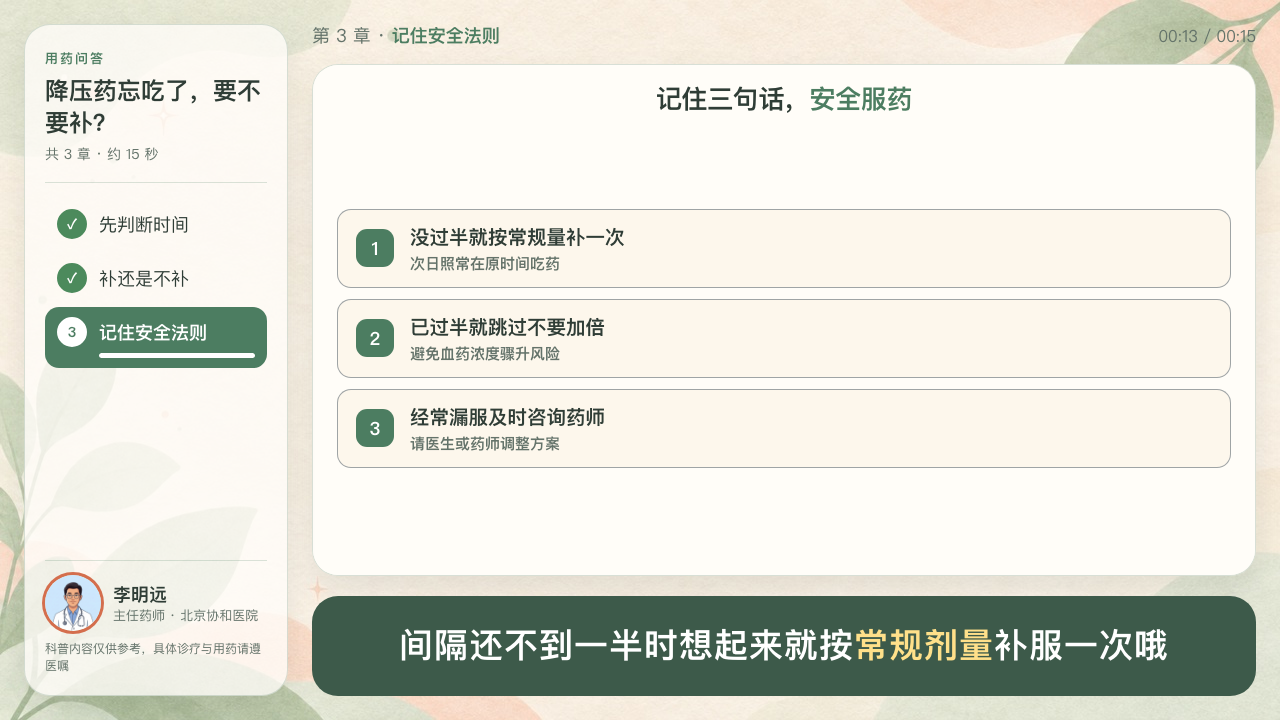 用药问答
降压药忘吃了，要不
要补?
共 3 章 · 约 15 秒
✓ 先判断时间
✓ 补还是不补
3 记住安全法则
李明远
主任药师 · 北京协和医院
科普内容仅供参考，具体诊疗与用药请遵
医嘱
第 3 章 · 记住安全法则
00:13 / 00:15
记住三句话，安全服药
1 没过半就按常规量补一次
次日照常在原时间吃药
2 已过半就跳过不要加倍
避免血药浓度骤升风险
3 经常漏服及时咨询药师
请医生或药师调整方案
间隔还不到一半时想起来就按常规剂量补服一次哦